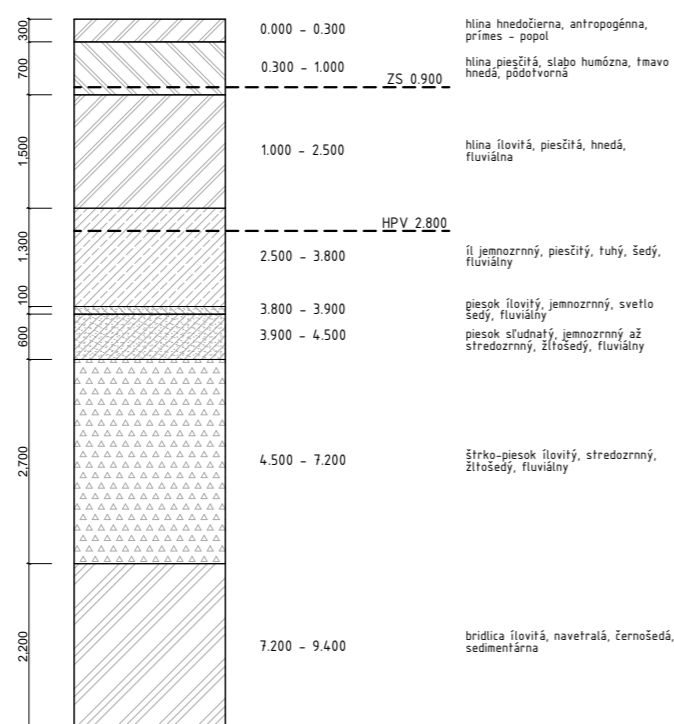 300
0.000 - 0.300
hlina hnedočierna, antropogénna,
prímes - popol
700
0.300 - 1.000
hlina piesčitá, slabo humózna, tmavo
hnedá, pôdotvorná
ZS 0.900
1.500
1.000 - 2.500
hlina ílovitá, piesčitá, hnedá,
fluviálna
HPV 2.800
1.300
2.500 - 3.800
íl jemnozrnný, piesčitý, tuhý, šedý,
fluviálny
100
3.800 - 3.900
piesok ílovitý, jemnozrnný, svetlo
šedý, fluviálny
600
3.900 - 4.500
piesok sľudnatý, jemnozrnný až
stredozrnný, žltošedý, fluviálny
2.700
4.500 - 7.200
štrko-piesok ílovitý, stredozrnný,
žltošedý, fluviálny
2.200
7.200 - 9.400
bridlica ílovitá, navetralá, černošedá,
sedimentárna